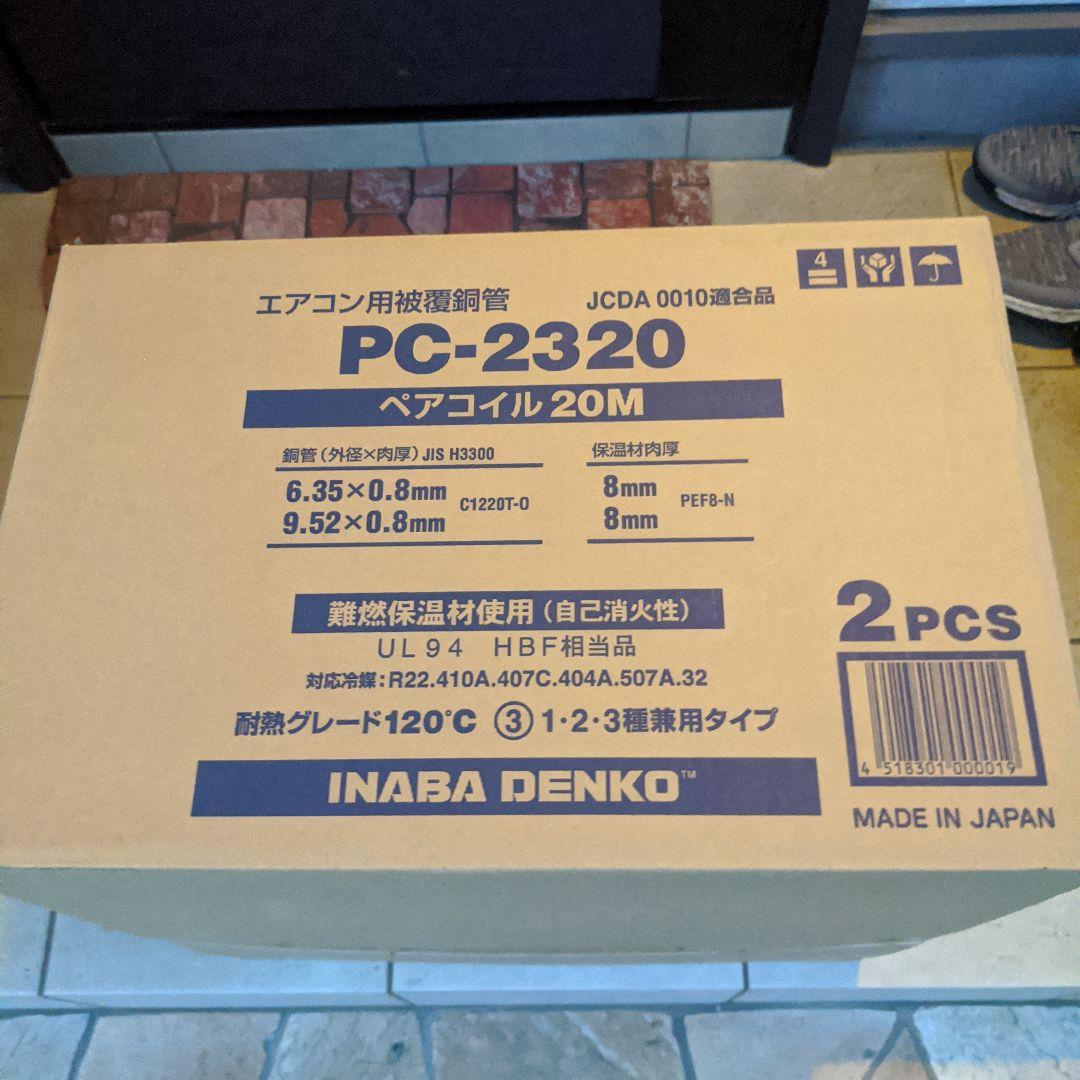 4
エアコン用被覆銅管
JCDA 0010適合品
PC-2320
ペアコイル 20M
銅管(外径×肉厚)JIS H3300
6.35×0.8mm
9.52×0.8mm
C1220T-O
保温材肉厚
8mm
8mm
PEF8-N
難燃保温材使用(自己消火性)
UL94 HBF相当品
対応冷媒:R22.410A.407C.404A.507A.32
耐熱グレード120℃ ③ 1・2・3種兼用タイプ
INABA DENKO™
2PCS
4 518301 000019
MADE IN JAPAN